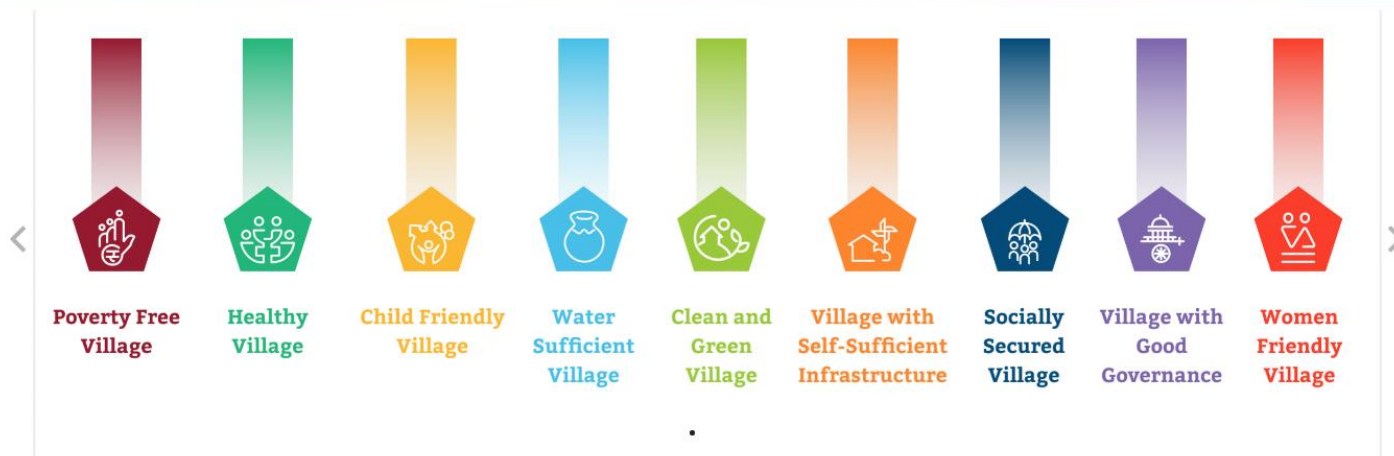 Poverty Free
Village
Healthy
Village
Child Friendly
Village
Water
Sufficient
Village
Clean and
Green
Village
Village with
Self-Sufficient
Infrastructure
Socially
Secured
Village
Village with
Good
Governance
Women
Friendly
Village